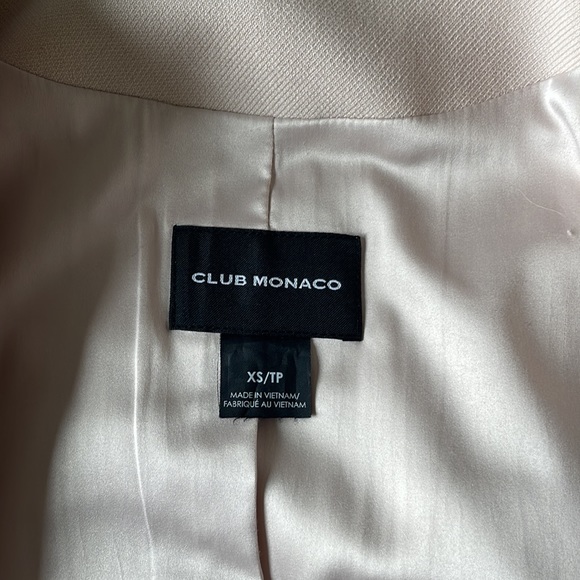 CLUB MONACO
XS/TP
MADE IN VIETNAM/
FABRIQUÉ AU VIETNAM